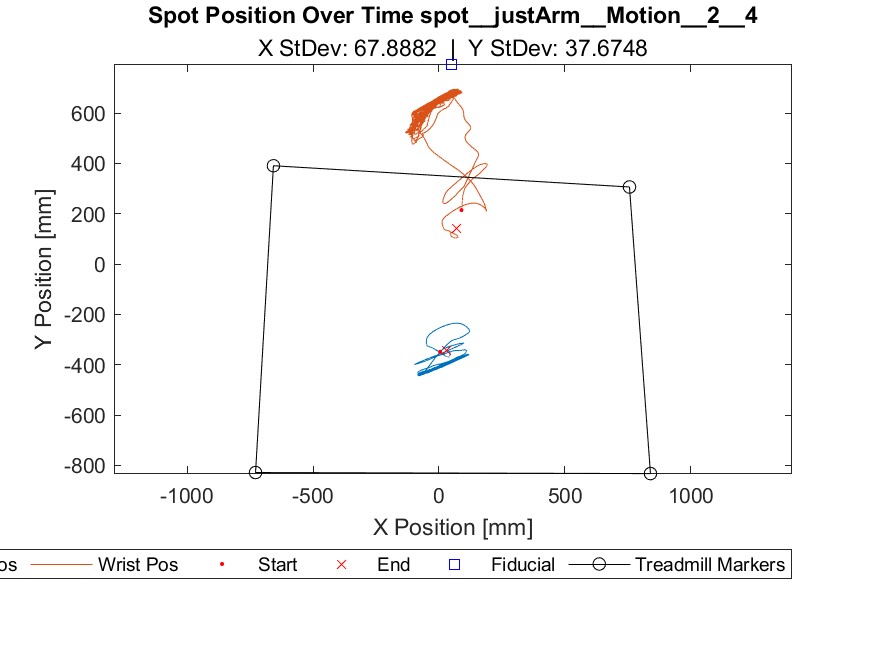 Spot Position Over Time spot__justArm__Motion__2__4
X StDev: 67.8882 | Y StDev: 37.6748
600
400
200
0
-200
-400
-600
-800
Y Position [mm]
-1000 -500 0 500 1000
X Position [mm]
os Wrist Pos Start End Fiducial Treadmill Markers